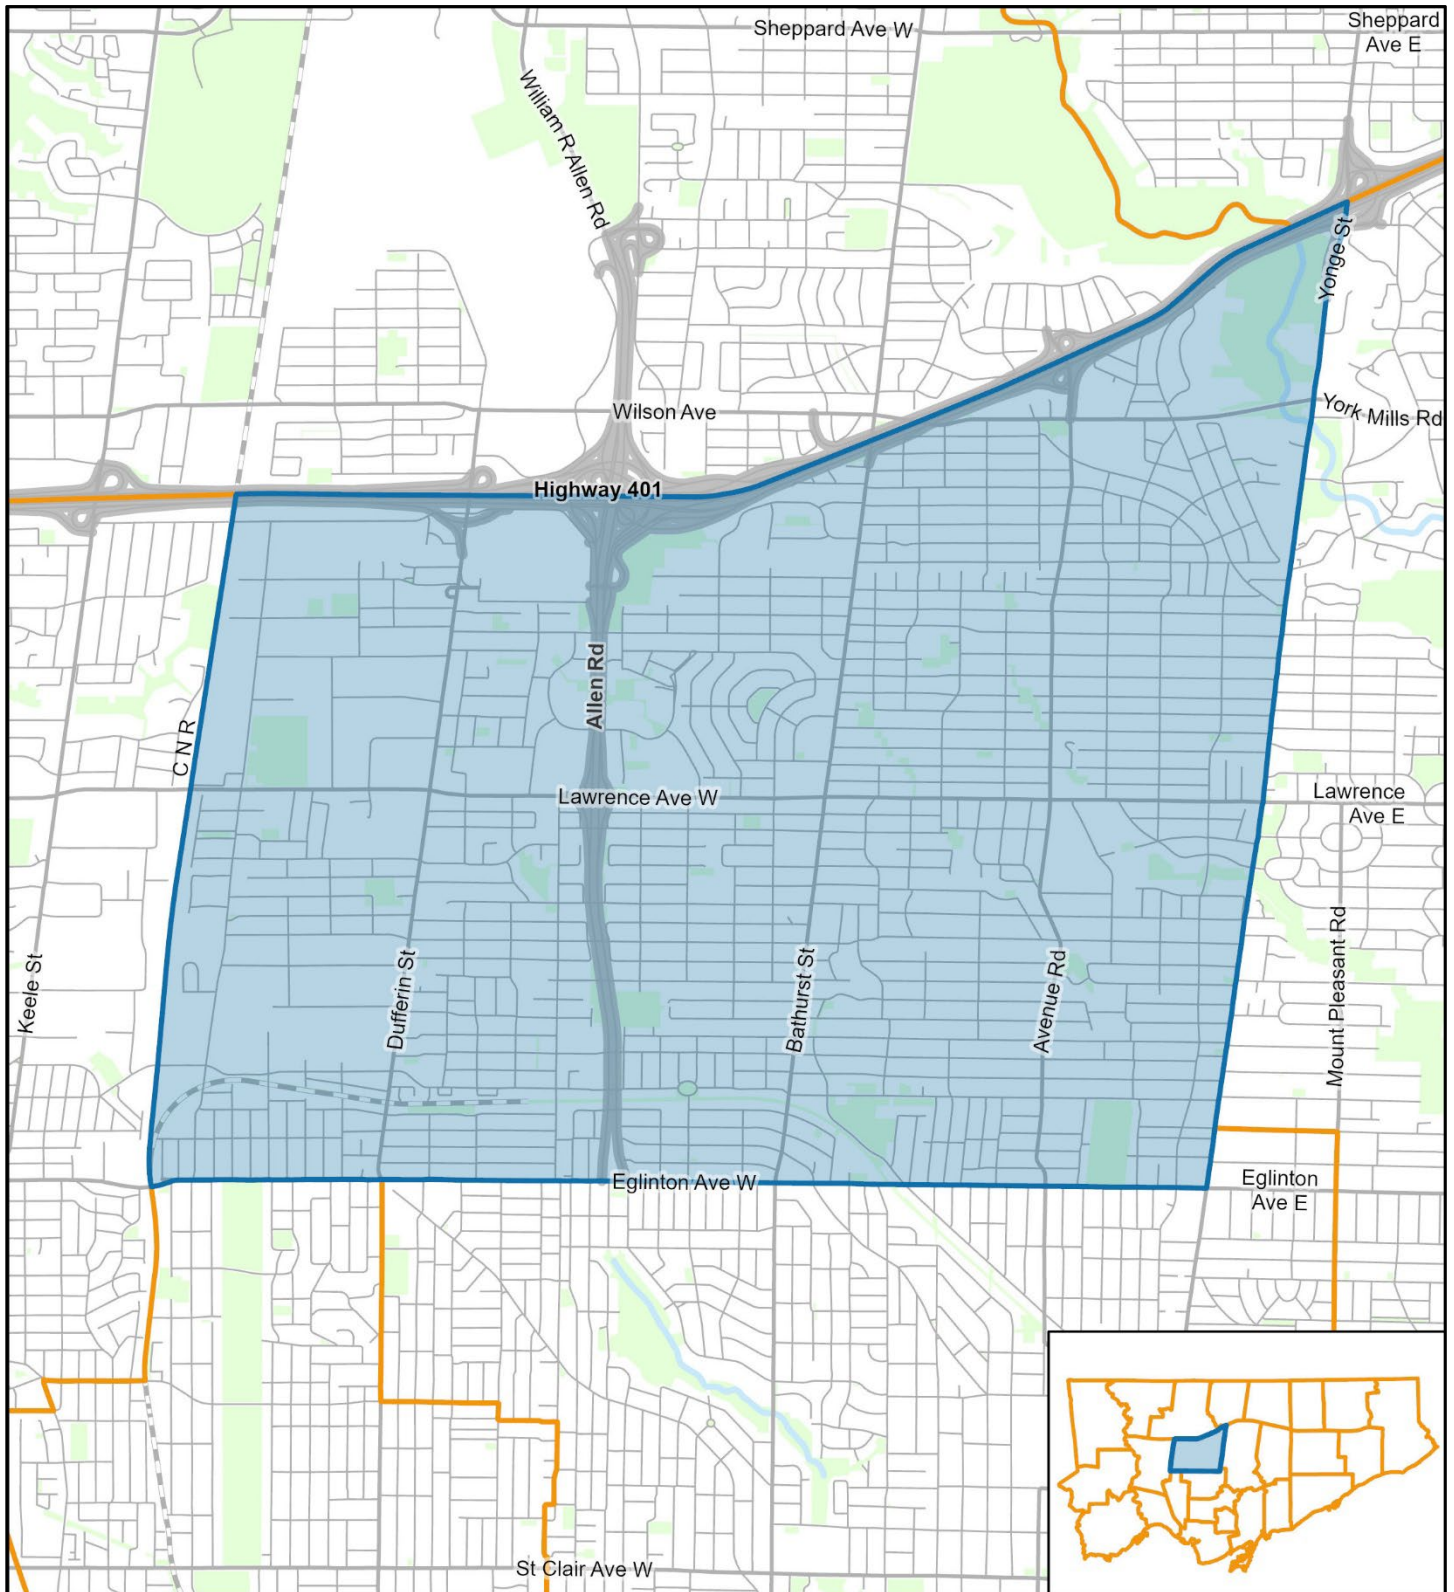 Sheppard Ave W
Sheppard
Ave E
William R Allen Rd
Yonge St
Wilson Ave
York Mills Rd
Highway 401
Allen Rd
C N R
Lawrence Ave W
Lawrence
Ave E
Keele St
Dufferin St
Bathurst St
Avenue Rd
Mount Pleasant Rd
Eglinton Ave W
Eglinton
Ave E
St Clair Ave W